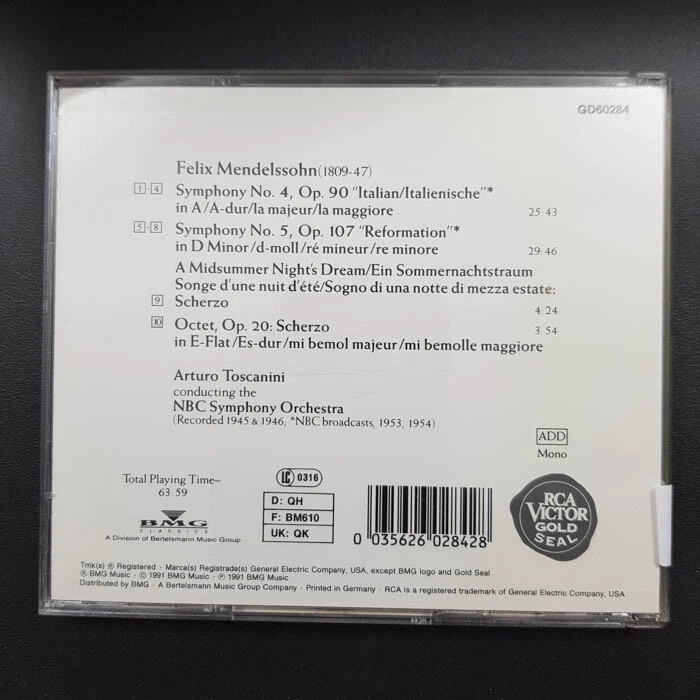 GD60284
Felix Mendelssohn (1809-47)
1-4 Symphony No. 4, Op. 90 "Italian/Italienische"*
in A/A-dur/la majeur/la maggiore 25:43
5-8 Symphony No. 5, Op. 107 "Reformation"*
in D Minor/d-moll/ré mineur/re minore 29:46
A Midsummer Night's Dream/Ein Sommernachtstraum
Songe d'une nuit d'été/Sogno di una notte di mezza estate:
9 Scherzo 4:24
10 Octet, Op. 20: Scherzo 3:54
in E-Flat/Es-dur/mi bemol majeur/mi bemolle maggiore
Arturo Toscanini
conducting the
NBC Symphony Orchestra
(Recorded 1945 & 1946, *NBC broadcasts, 1953, 1954)
ADD
Mono
Total Playing Time–
63:59
BMG
CLASSICS
A Division of Bertelsmann Music Group
LC 0316
D: QH
F: BM610
UK: QK
0 035626 028428
RCA
VICTOR
GOLD
SEAL
Tmk(s) ® Registered · Marca(s) Registrada(s) General Electric Company, USA, except BMG logo and Gold Seal
® BMG Music · © 1991 BMG Music · ℗ 1991 BMG Music
Distributed by BMG · A Bertelsmann Music Group Company · Printed in Germany · RCA is a registered trademark of General Electric Company, USA